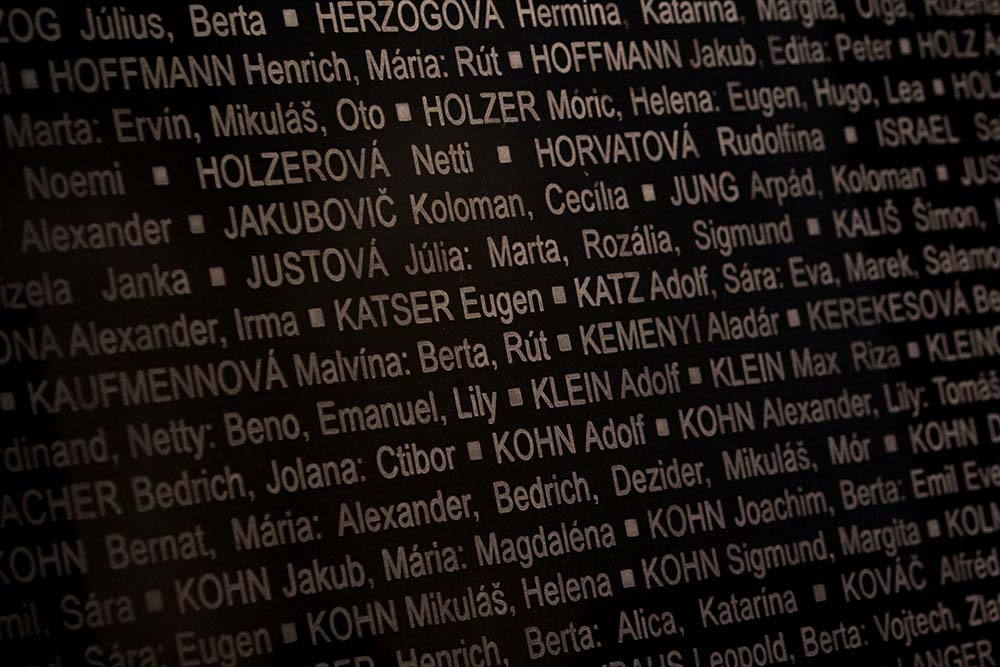 ZOG Július, Berta ▪ HERZOGOVÁ Hermína, Katarína, Margita, Oľga, Ružena
▪ HOFFMANN Henrich, Mária: Rút ▪ HOFFMANN Jakub, Edita: Peter ▪ HOLZ
Marta: Ervín, Mikuláš, Oto ▪ HOLZER Móric, Helena: Eugen, Hugo, Lea ▪
Noemi ▪ HOLZEROVÁ Netti ▪ HORVATOVÁ Rudolfína ▪ ISRAEL
Alexander ▪ JAKUBOVIČ Koloman, Cecília ▪ JUNG Arpád, Koloman ▪
Janka ▪ JUSTOVÁ Júlia: Marta, Rozália, Sigmund ▪ KALIŠ Šimon,
Alexander, Irma ▪ KATSER Eugen ▪ KATZ Adolf, Sára: Eva, Marek,
▪ KAUFMENNOVÁ Malvína: Berta, Rút ▪ KEMENYI Aladár ▪ KEREKESOVÁ
Netty: Beno, Emanuel, Lily ▪ KLEIN Adolf ▪ KLEIN Max Riza ▪
ACHER Bedrich, Jolana: Ctibor ▪ KOHN Adolf ▪ KOHN Alexander, Lily: Tomáš
KOHN Bernat, Mária: Alexander, Bedrich, Dezider, Mikuláš, Mór ▪ KOHN
Sára ▪ KOHN Jakub, Mária: Magdaléna ▪ KOHN Joachim, Berta: Emil
Sára: Eugen ▪ KOHN Mikuláš, Helena ▪ KOHN Sigmund, Margita ▪
Henrich, Berta: Alica, Katarína ▪ KOVÁČ Alfréd
Leopold, Berta: Vojtech,